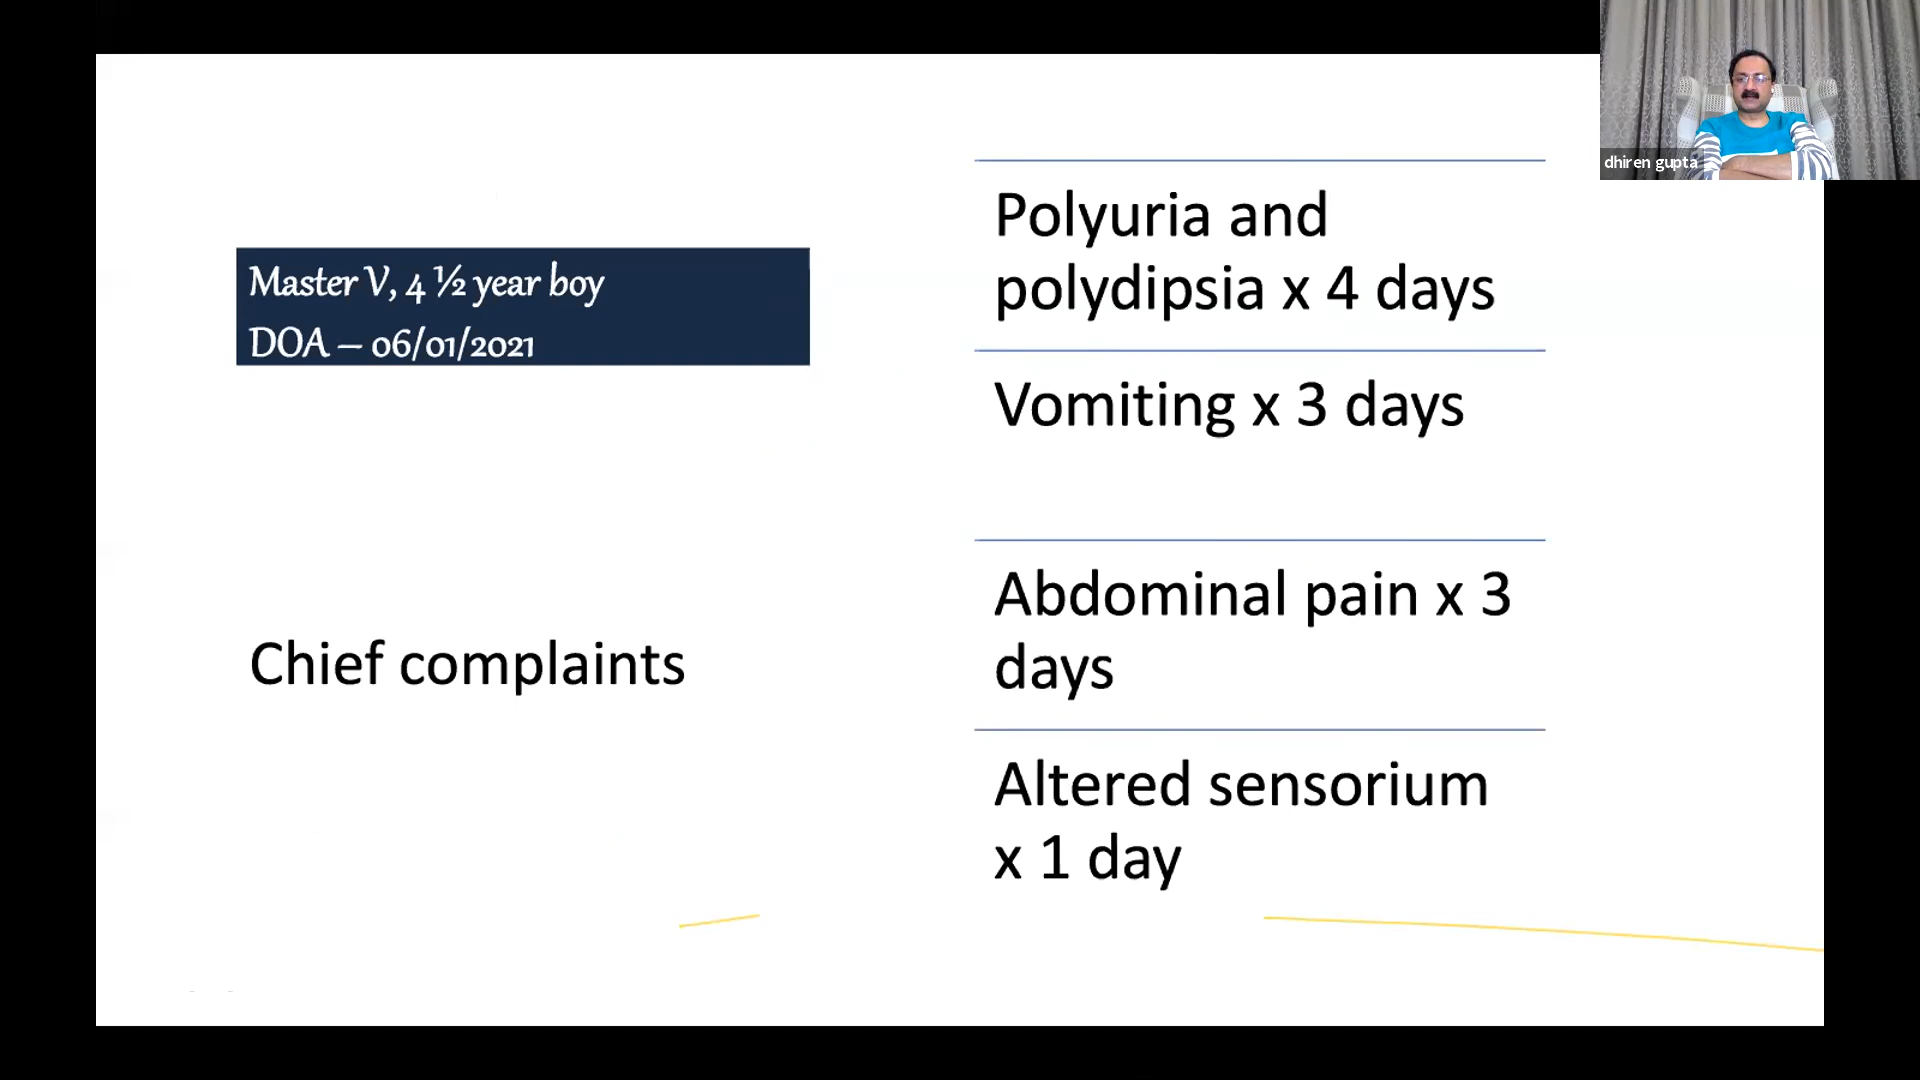 Master V, 4 ½ year boy
DOA – 06/01/2021
Chief complaints
Polyuria and
polydipsia x 4 days
Vomiting x 3 days
Abdominal pain x 3
days
Altered sensorium
x 1 day
dhiren gupta